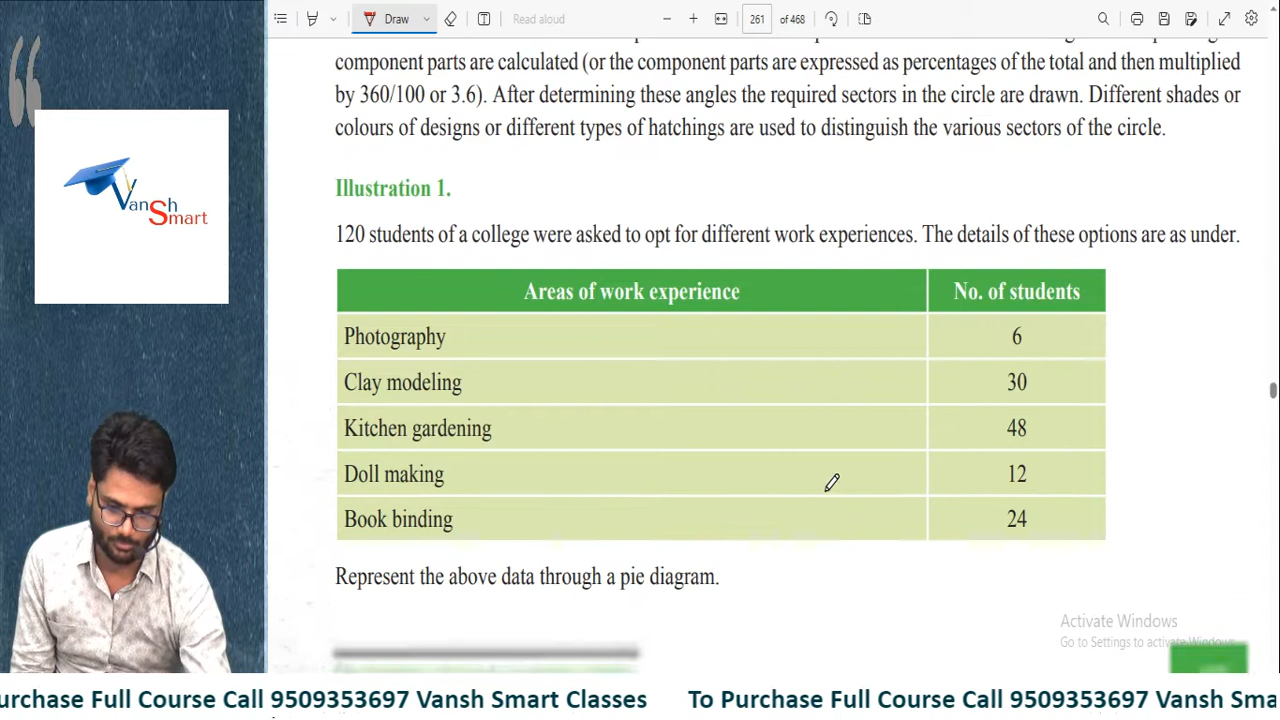 Draw
Read aloud
261 of 468
component parts are calculated (or the component parts are expressed as percentages of the total and then multiplied
by 360/100 or 3.6). After determining these angles the required sectors in the circle are drawn. Different shades or
colours of designs or different types of hatchings are used to distinguish the various sectors of the circle.
VanSh
Smart
Illustration 1.
120 students of a college were asked to opt for different work experiences. The details of these options are as under.
Areas of work experience No. of students
Photography 6
Clay modeling 30
Kitchen gardening 48
Doll making 12
Book binding 24
Represent the above data through a pie diagram.
Activate Windows
Go to Settings to activate Windows.
urchase Full Course Call 9509353697 Vansh Smart Classes To Purchase Full Course Call 9509353697 Vansh Sma